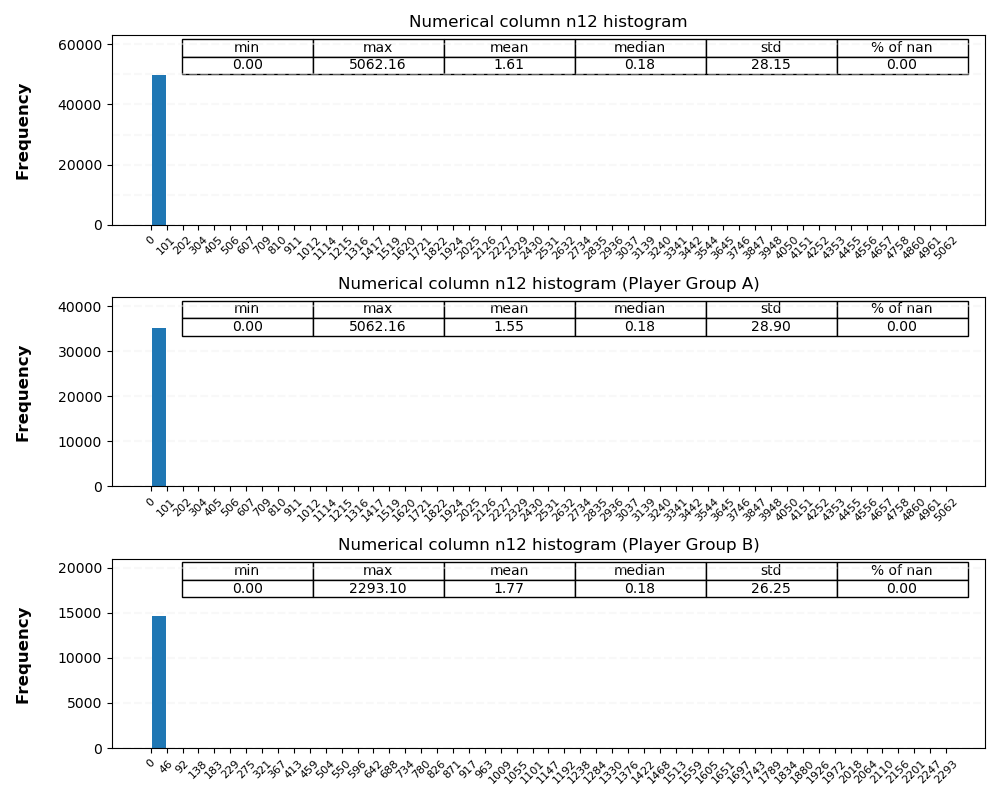 Numerical column n12 histogram
min max mean median std % of nan
0.00 5062.16 1.61 0.18 28.15 0.00
60000
40000
20000
0
Frequency
0 101 202 304 405 506 607 709 810 911 1012 1114 1215 1316 1417 1519 1620 1721 1822 1924 2025 2126 2227 2329 2430 2531 2632 2734 2835 2936 3037 3139 3240 3341 3442 3544 3645 3746 3847 3948 4050 4151 4252 4353 4455 4556 4657 4758 4860 4961 5062
Numerical column n12 histogram (Player Group A)
min max mean median std % of nan
0.00 5062.16 1.55 0.18 28.90 0.00
40000
30000
20000
10000
0
Frequency
0 101 202 304 405 506 607 709 810 911 1012 1114 1215 1316 1417 1519 1620 1721 1822 1924 2025 2126 2227 2329 2430 2531 2632 2734 2835 2936 3037 3139 3240 3341 3442 3544 3645 3746 3847 3948 4050 4151 4252 4353 4455 4556 4657 4758 4860 4961 5062
Numerical column n12 histogram (Player Group B)
min max mean median std % of nan
0.00 2293.10 1.77 0.18 26.25 0.00
20000
15000
10000
5000
0
Frequency
0 46 92 138 183 229 275 321 367 413 459 504 550 596 642 688 734 780 826 871 917 963 1009 1055 1101 1147 1192 1238 1284 1330 1376 1422 1468 1513 1559 1605 1651 1697 1743 1789 1834 1880 1926 1972 2018 2064 2110 2156 2201 2247 2293